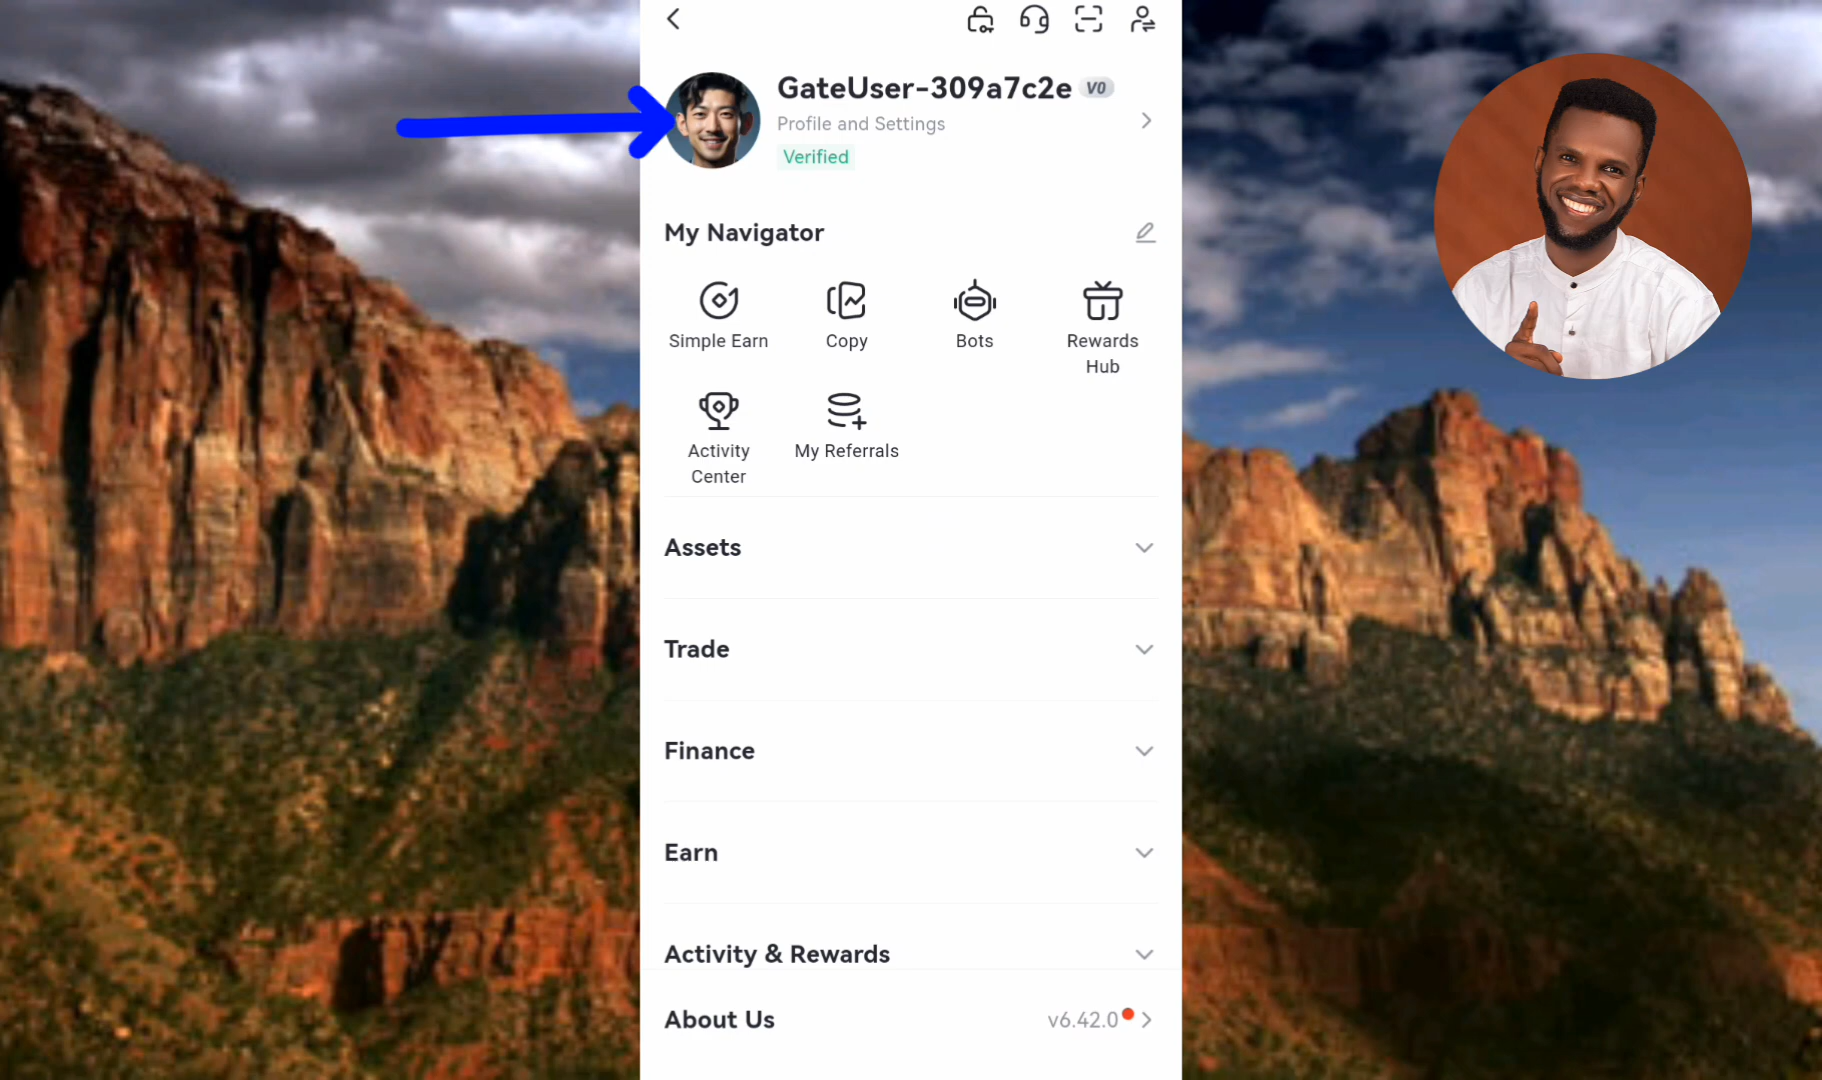 GateUser-309a7c2e V0
Profile and Settings
Verified
My Navigator
Simple Earn
Copy
Bots
Rewards
Hub
Activity
Center
My Referrals
Assets
Trade
Finance
Earn
Activity & Rewards
About Us
v6.42.0